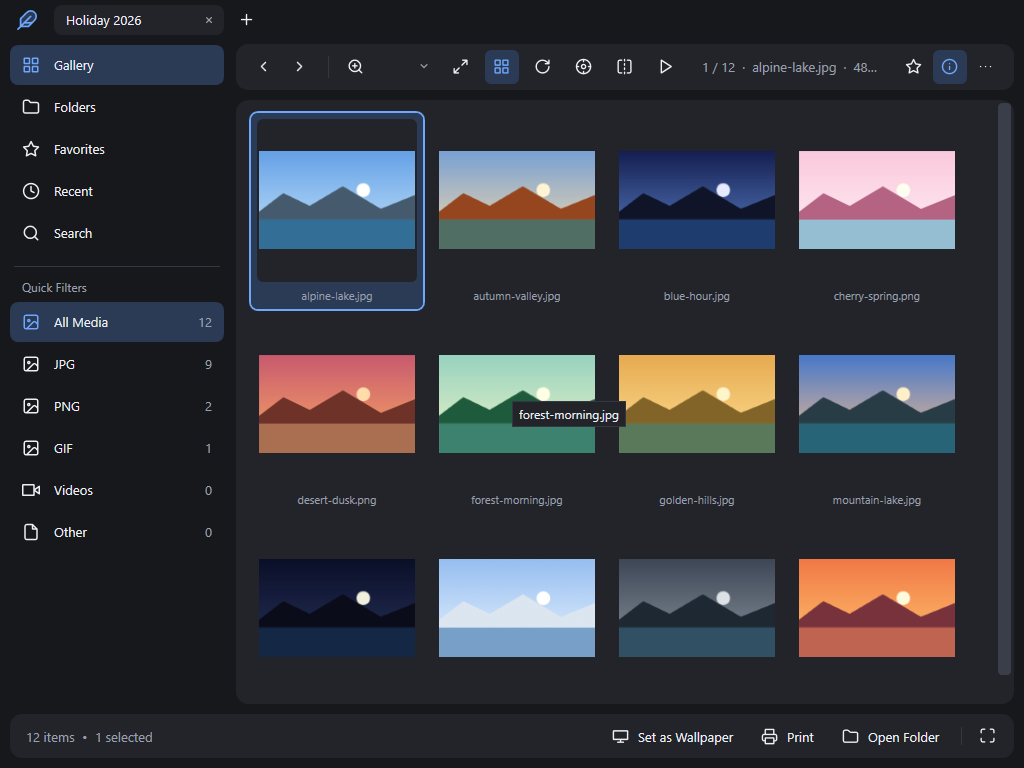 Holiday 2026
Gallery
Folders
Favorites
Recent
Search
Quick Filters
All Media 12
JPG 9
PNG 2
GIF 1
Videos 0
Other 0
1 / 12 · alpine-lake.jpg · 48...
alpine-lake.jpg
autumn-valley.jpg
blue-hour.jpg
cherry-spring.png
forest-morning.jpg
desert-dusk.png
forest-morning.jpg
golden-hills.jpg
mountain-lake.jpg
12 items • 1 selected
Set as Wallpaper
Print
Open Folder